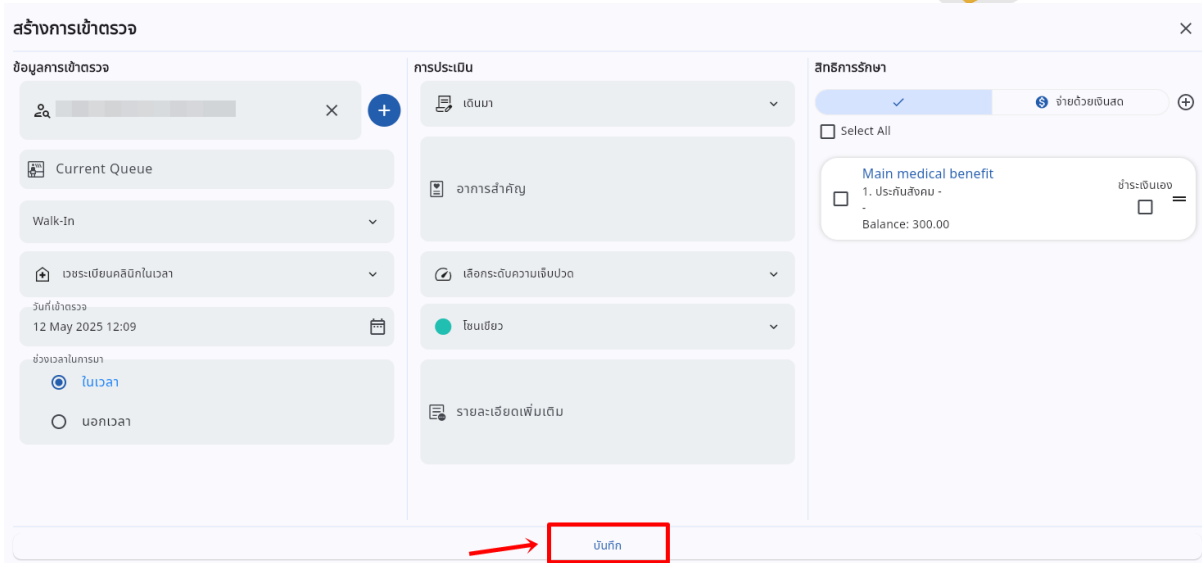 สร้างการเข้าตรวจ
ข้อมูลการเข้าตรวจ
Current Queue
Walk-In
เวชระเบียนคลินิกในเวลา
วันที่เข้าตรวจ
12 May 2025 12:09
ช่วงเวลาในการมา
ในเวลา
นอกเวลา
การประเมิน
เดินมา
อาการสำคัญ
เลือกระดับความเจ็บปวด
โซนเขียว
รายละเอียดเพิ่มเติม
สิทธิการรักษา
จ่ายด้วยเงินสด
Select All
Main medical benefit
1. ประกันสังคม -
-
Balance: 300.00
ชำระเงินเอง
บันทึก